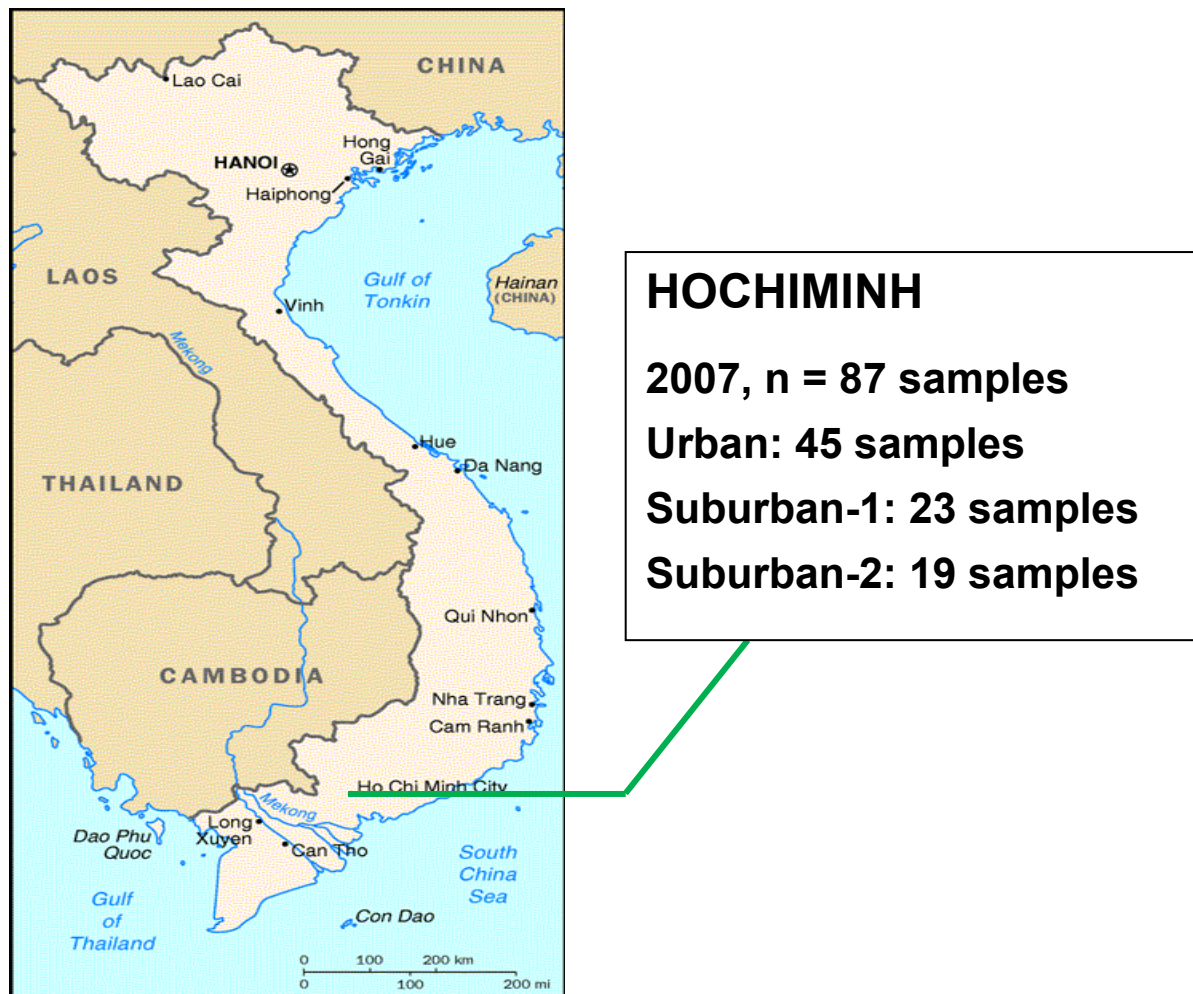 CHINA
Lao Cai
Hong
Gai
HANOI
Haiphong
LAOS
Gulf of
Tonkin
Hainan
(CHINA)
Vinh
Mekong
Hue
Da Nang
THAILAND
Qui Nhon
CAMBODIA
Nha Trang
Cam Ranh
Ho Chi Minh City
Mekong
Long
Xuyen
Dao Phu
Quoc
Can Tho
South
China
Sea
Gulf
of
Thailand
Con Dao
0 100 200 km
0 100 200 mi
HOCHIMINH
2007, n = 87 samples
Urban: 45 samples
Suburban-1: 23 samples
Suburban-2: 19 samples